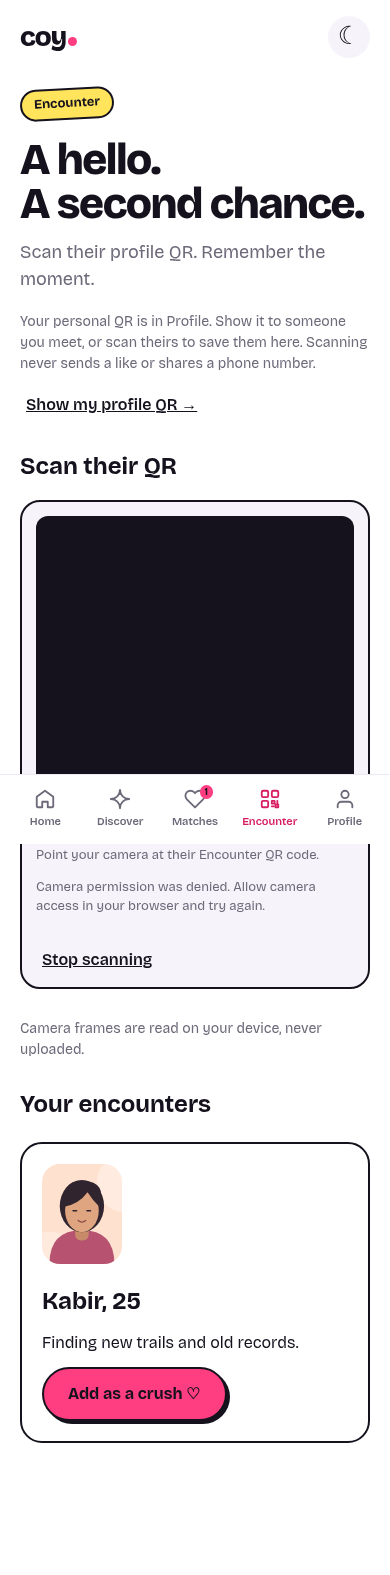 coy.
Encounter
A hello.
A second chance.
Scan their profile QR. Remember the
moment.
Your personal QR is in Profile. Show it to someone
you meet, or scan theirs to save them here. Scanning
never sends a like or shares a phone number.
Show my profile QR →
Scan their QR
1
Home Discover Matches Encounter Profile
Point your camera at their Encounter QR code.
Camera permission was denied. Allow camera
access in your browser and try again.
Stop scanning
Camera frames are read on your device, never
uploaded.
Your encounters
Kabir, 25
Finding new trails and old records.
Add as a crush ♡